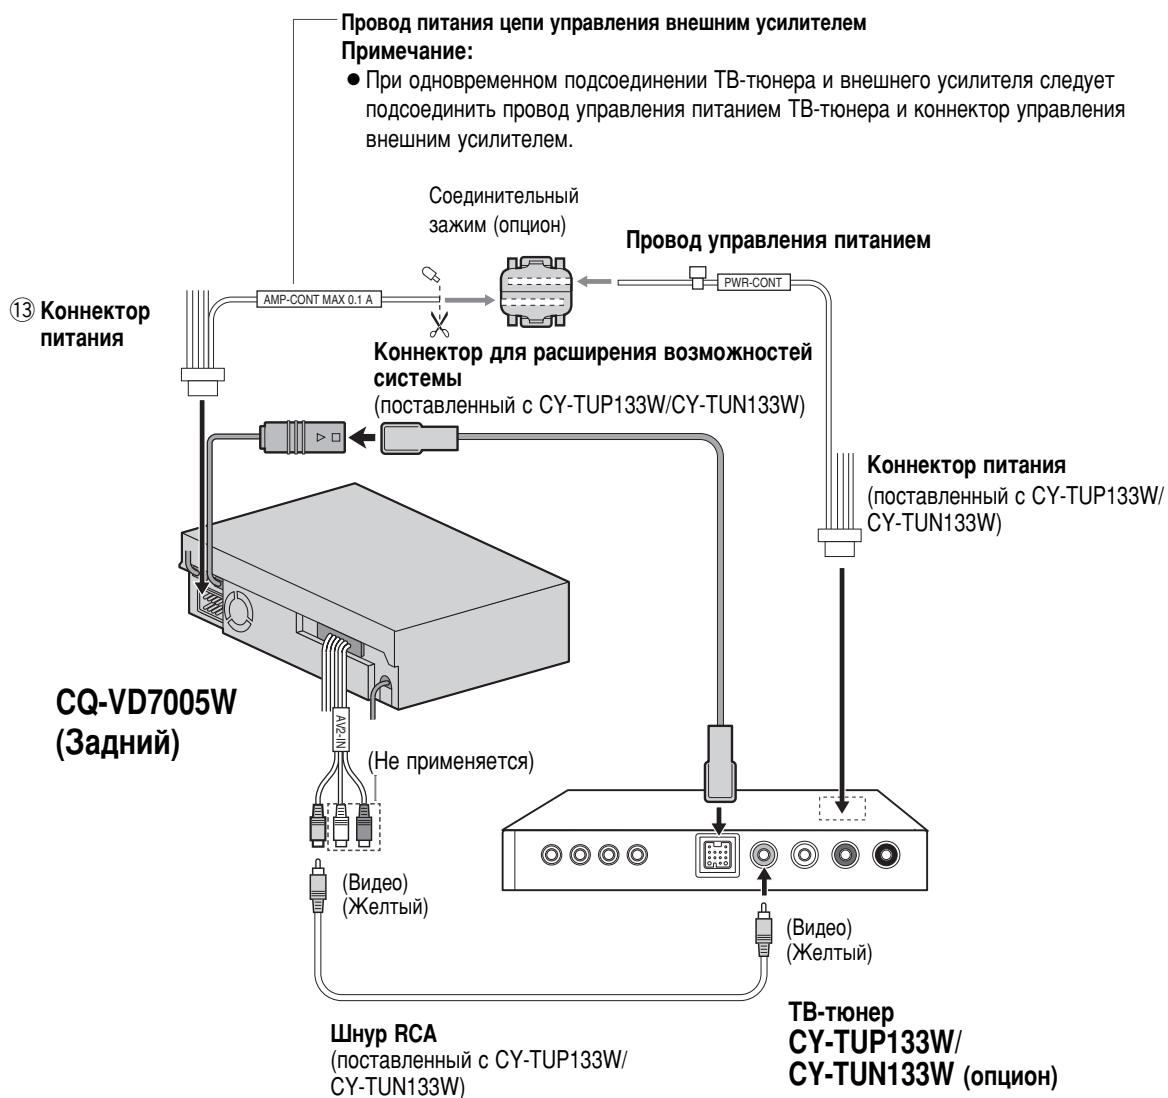 Провод питания цепи управления внешним усилителем
Примечание:
● При одновременном подсоединении ТВ-тюнера и внешнего усилителя следует
подсоединить провод управления питанием ТВ-тюнера и коннектор управления
внешним усилителем.
Соединительный
зажим (опцион)
Провод управления питанием
AMP-CONT MAX 0.1 A
PWR-CONT
⑬ Коннектор
питания
Коннектор для расширения возможностей
системы
(поставленный с CY-TUP133W/CY-TUN133W)
Коннектор питания
(поставленный с CY-TUP133W/
CY-TUN133W)
CQ-VD7005W
(Задний)
AV2-IN
(Не применяется)
(Видео)
(Желтый)
(Видео)
(Желтый)
Шнур RCA
(поставленный с CY-TUP133W/
CY-TUN133W)
ТВ-тюнер
CY-TUP133W/
CY-TUN133W (опцион)